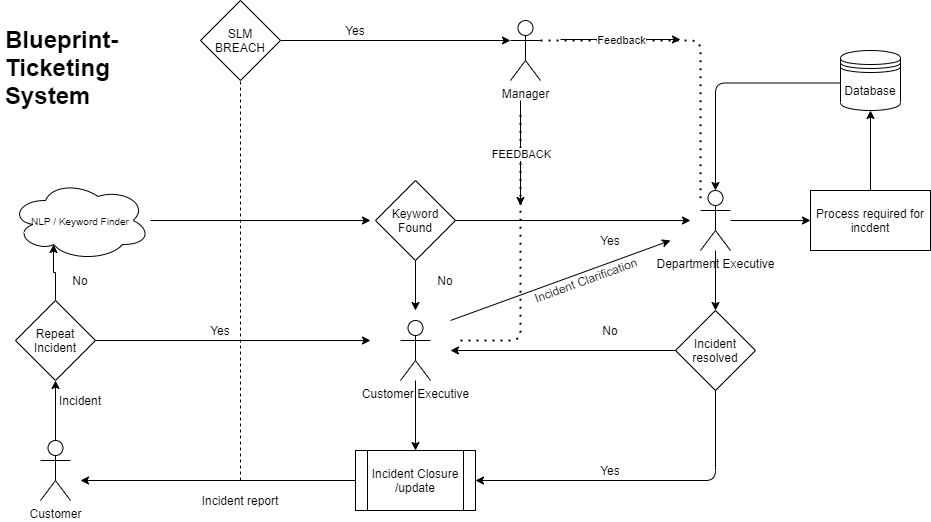 Blueprint-
Ticketing
System
SLM
BREACH
Yes
Manager
Feedback
Database
FEEDBACK
NLP / Keyword Finder
Keyword
Found
Yes
Process required for
incdent
Department Executive
No
No
Incident Clarification
Repeat
Incident
Yes
No
Incident
resolved
Customer Executive
Incident
Incident Closure
/update
Yes
Incident report
Customer